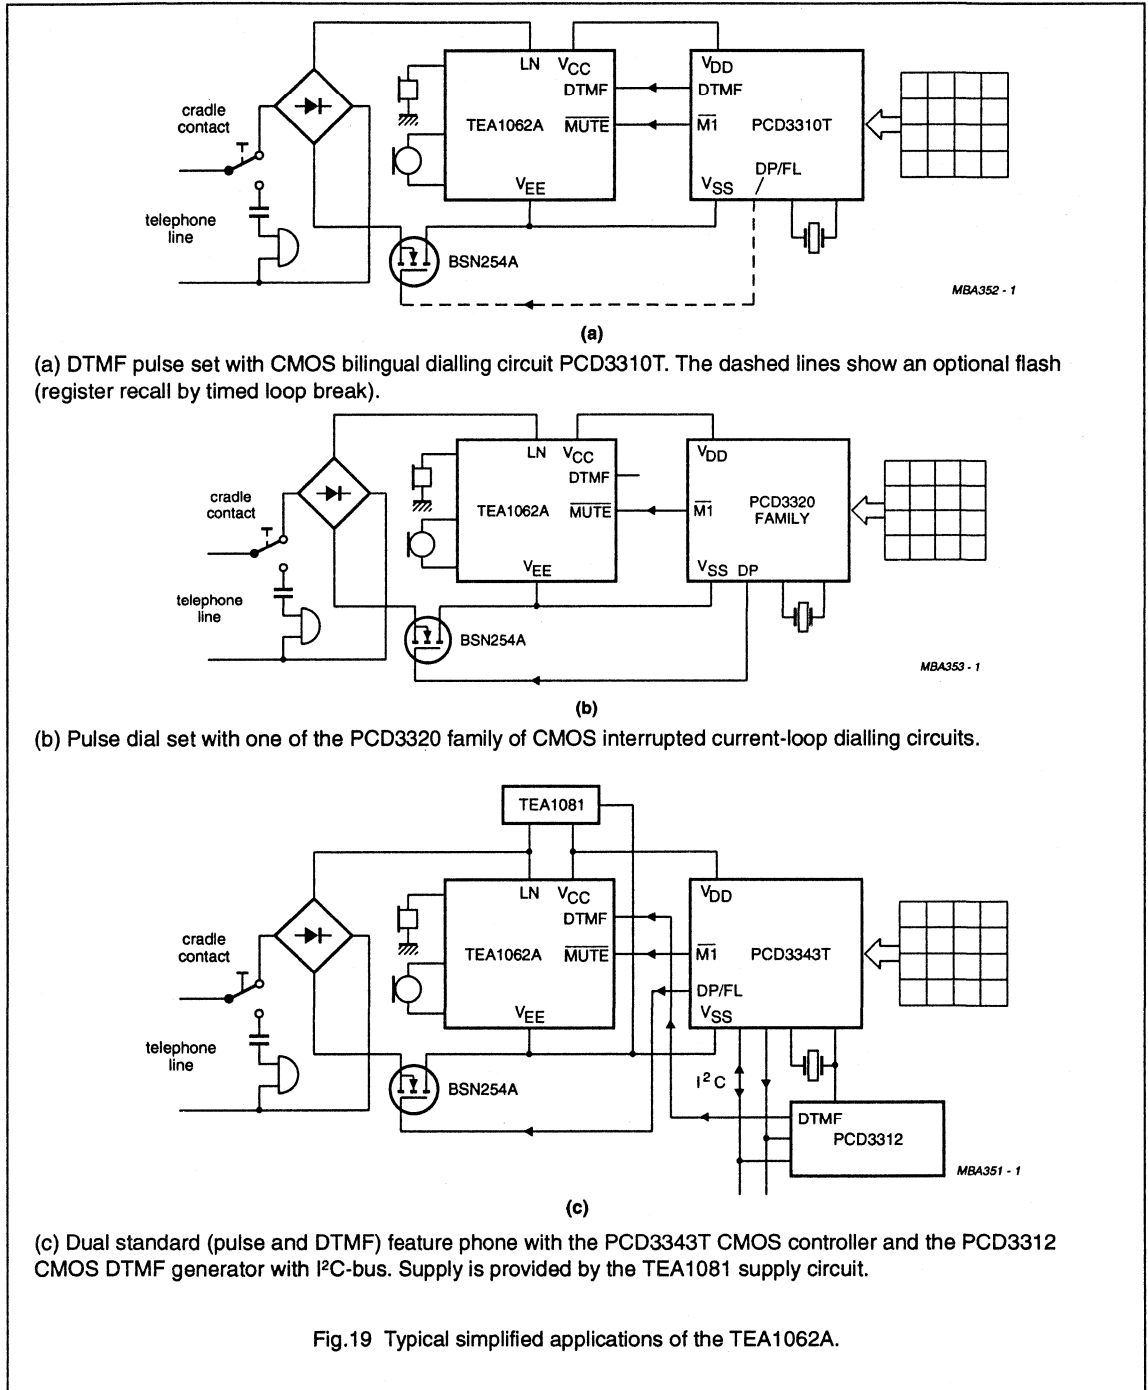 LN VCC
DTMF
TEA1062A MUTE
VEE
VDD
DTMF
M1 PCD3310T
DP/FL
VSS
cradle
contact
telephone
line
BSN254A
MBA352 - 1
(a)
(a) DTMF pulse set with CMOS bilingual dialling circuit PCD3310T. The dashed lines show an optional flash
(register recall by timed loop break).
LN VCC
DTMF
TEA1062A MUTE
VEE
VDD
M1 PCD3320
FAMILY
VSS DP
cradle
contact
telephone
line
BSN254A
MBA353 - 1
(b)
(b) Pulse dial set with one of the PCD3320 family of CMOS interrupted current-loop dialling circuits.
TEA1081
LN VCC
DTMF
TEA1062A MUTE
VEE
VDD
M1 PCD3343T
DP/FL
VSS
cradle
contact
telephone
line
BSN254A
I²C
DTMF
PCD3312
MBA351 - 1
(c)
(c) Dual standard (pulse and DTMF) feature phone with the PCD3343T CMOS controller and the PCD3312
CMOS DTMF generator with I²C-bus. Supply is provided by the TEA1081 supply circuit.
Fig.19 Typical simplified applications of the TEA1062A.